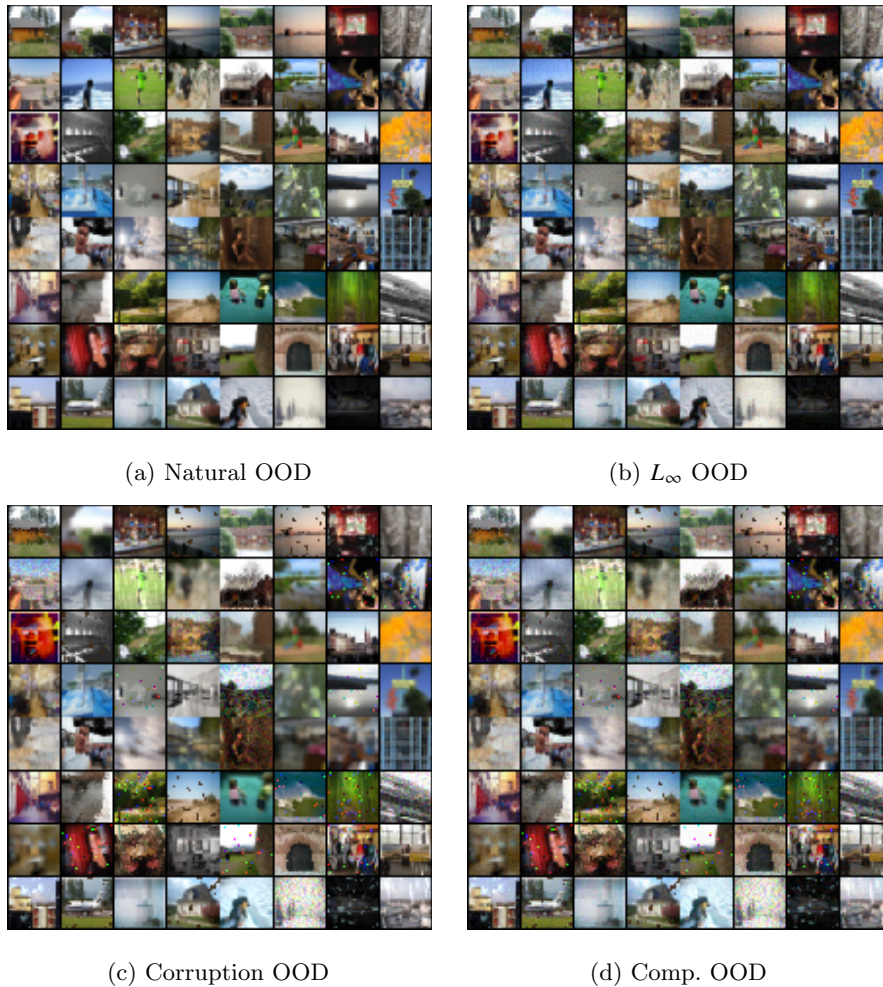 (a) Natural OOD
(b) L∞ OOD
(c) Corruption OOD
(d) Comp. OOD